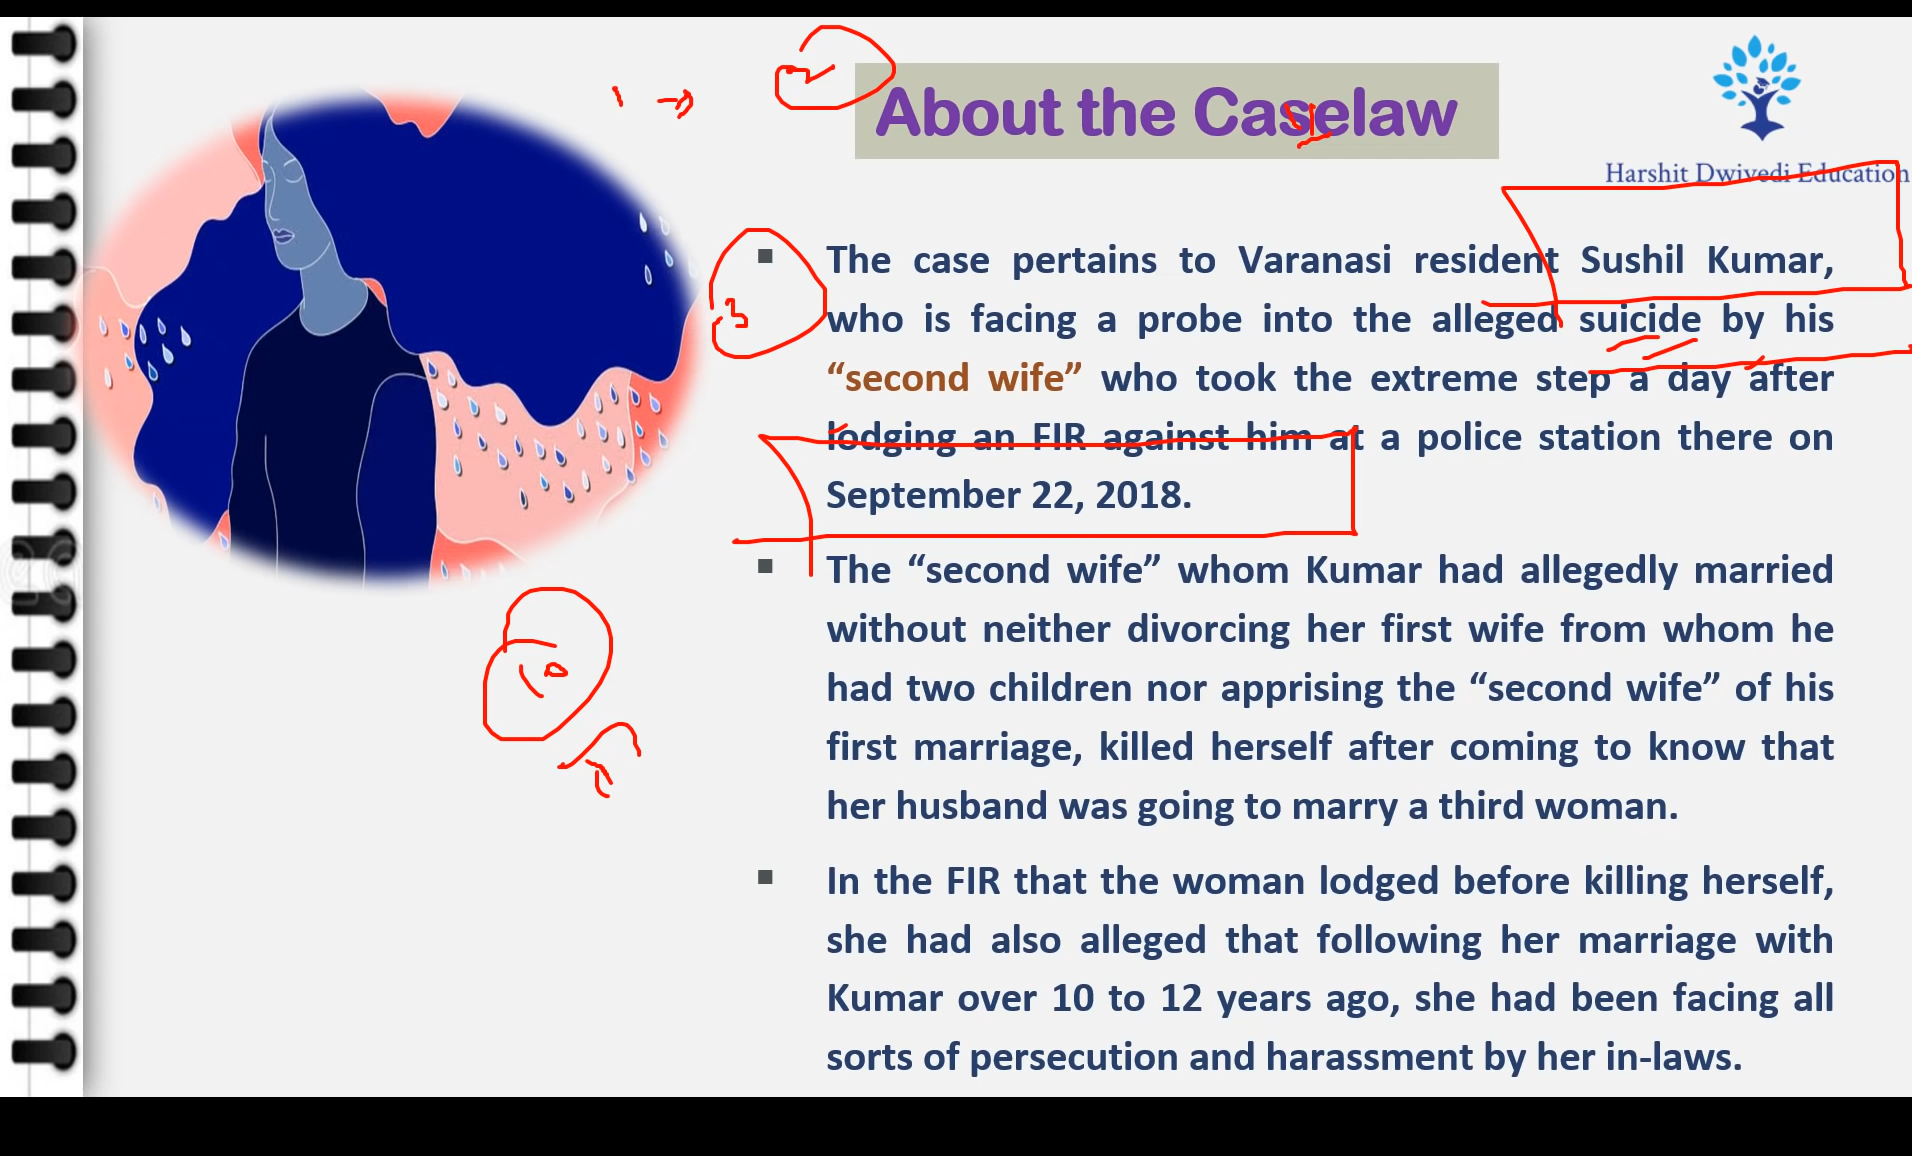 About the Caselaw
Harshit Dwivedi Education
The case pertains to Varanasi resident Sushil Kumar,
who is facing a probe into the alleged suicide by his
“second wife” who took the extreme step a day after
lodging an FIR against him at a police station there on
September 22, 2018.
The “second wife” whom Kumar had allegedly married
without neither divorcing her first wife from whom he
had two children nor apprising the “second wife” of his
first marriage, killed herself after coming to know that
her husband was going to marry a third woman.
In the FIR that the woman lodged before killing herself,
she had also alleged that following her marriage with
Kumar over 10 to 12 years ago, she had been facing all
sorts of persecution and harassment by her in-laws.